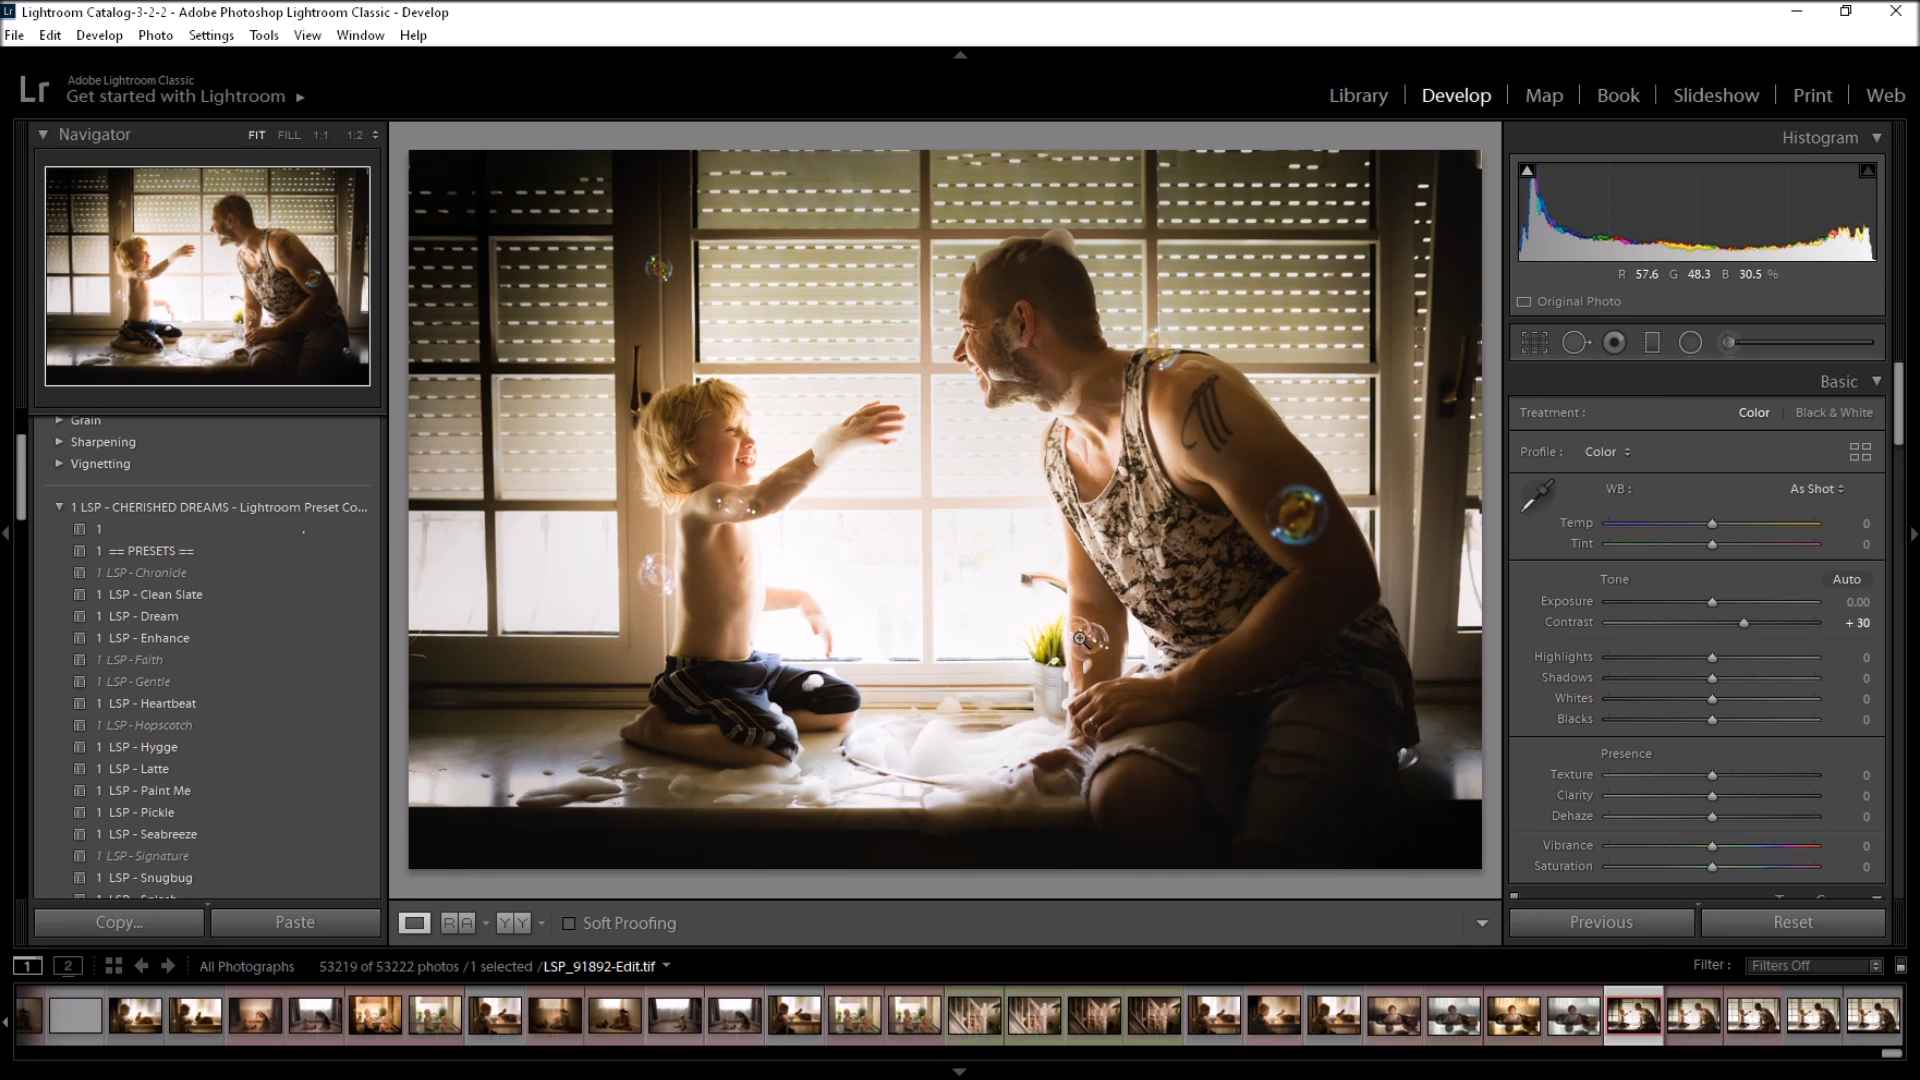 Lr Lightroom Catalog-3-2-2 - Adobe Photoshop Lightroom Classic - Develop
File Edit Develop Photo Settings Tools View Window Help
Lr
Adobe Lightroom Classic
Get started with Lightroom
Library | Develop | Map | Book | Slideshow | Print | Web
Navigator FIT FILL 1:1 1:2
Grain
Sharpening
Vignetting
1 LSP - CHERISHED DREAMS - Lightroom Preset Co...
1 .
1 == PRESETS ==
1 LSP - Chronicle
1 LSP - Clean Slate
1 LSP - Dream
1 LSP - Enhance
1 LSP - Faith
1 LSP - Gentle
1 LSP - Heartbeat
1 LSP - Hopscotch
1 LSP - Hygge
1 LSP - Latte
1 LSP - Paint Me
1 LSP - Pickle
1 LSP - Seabreeze
1 LSP - Signature
1 LSP - Snugbug
Copy... Paste
RA YY Soft Proofing
Histogram
R 57.6 G 48.3 B 30.5 %
Original Photo
Basic
Treatment : Color | Black & White
Profile : Color
WB : As Shot
Temp 0
Tint 0
Tone Auto
Exposure 0.00
Contrast + 30
Highlights 0
Shadows 0
Whites 0
Blacks 0
Presence
Texture 0
Clarity 0
Dehaze 0
Vibrance 0
Saturation 0
Previous Reset
1 2 All Photographs 53219 of 53222 photos /1 selected /LSP_91892-Edit.tif
Filter : Filters Off